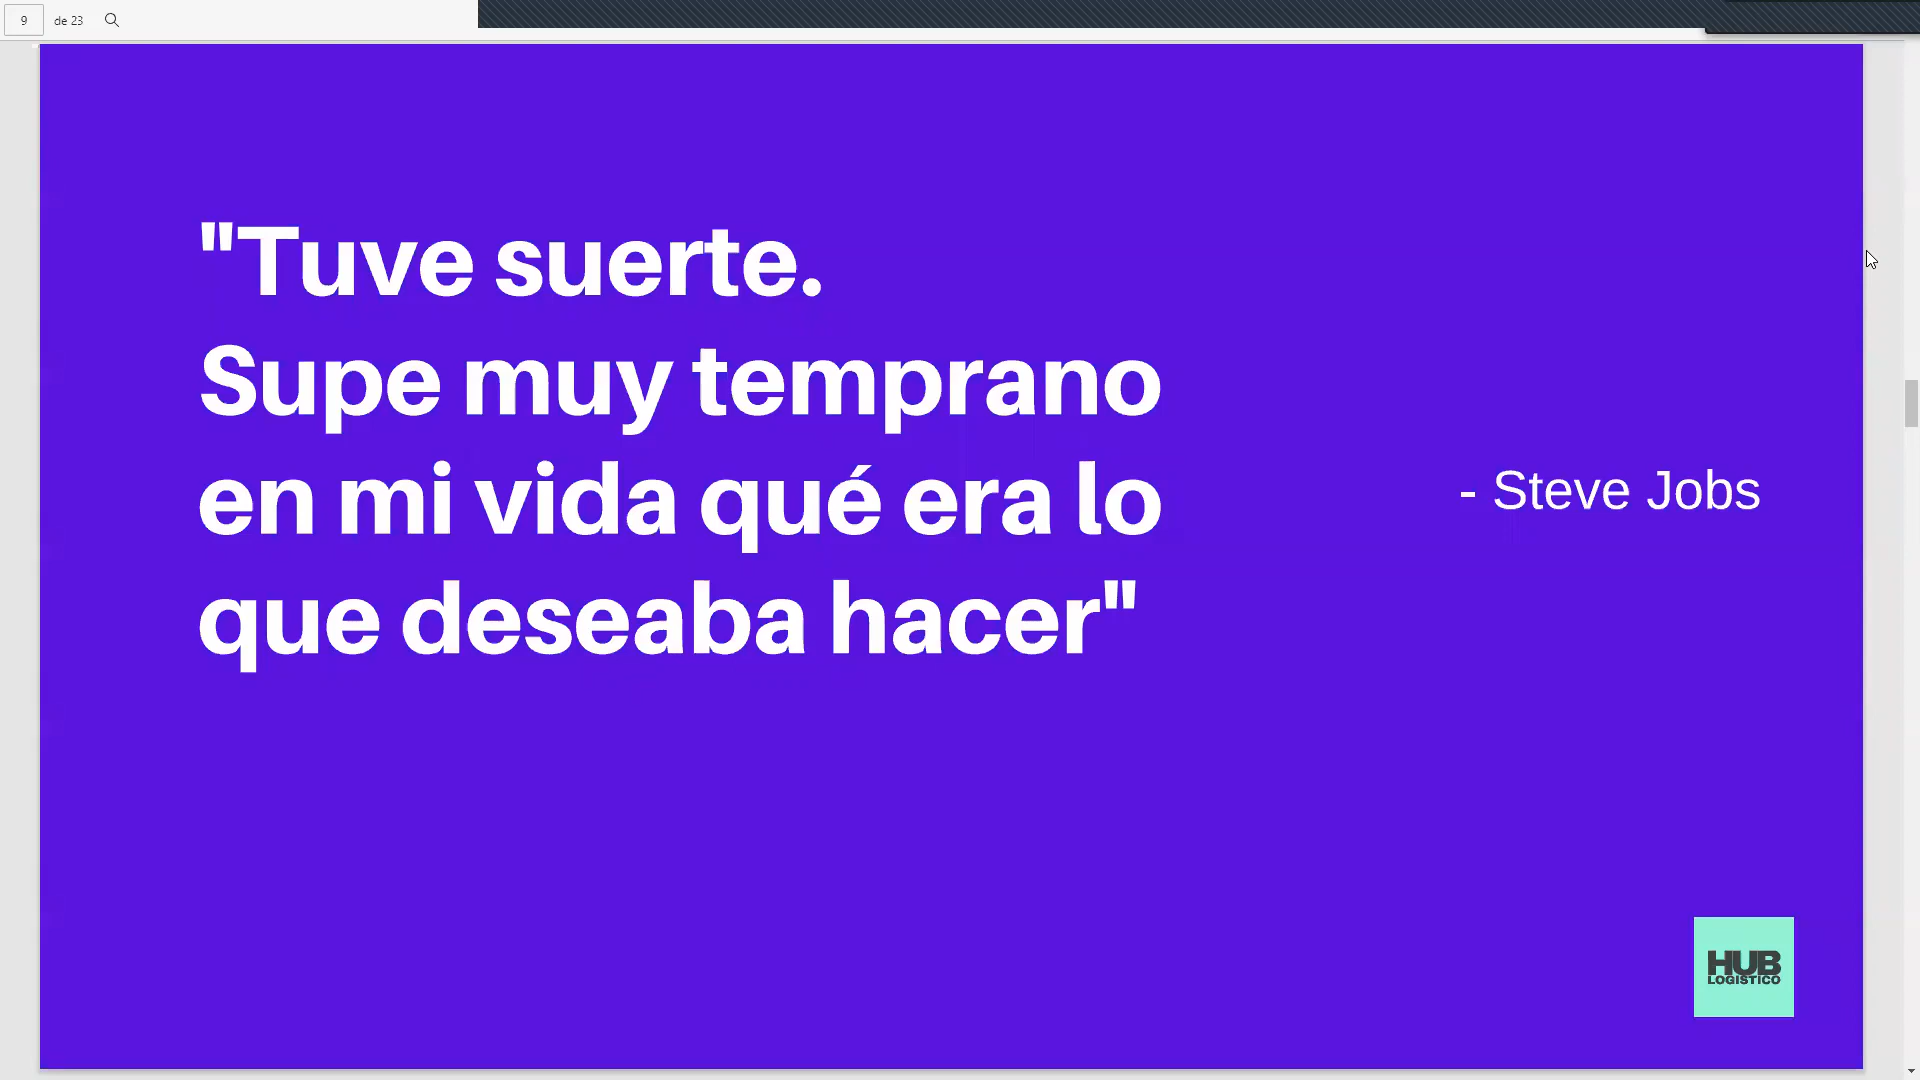 9 de 23
"Tuve suerte.
Supe muy temprano
en mi vida qué era lo
que deseaba hacer"
- Steve Jobs
HUB
LOGISTICO